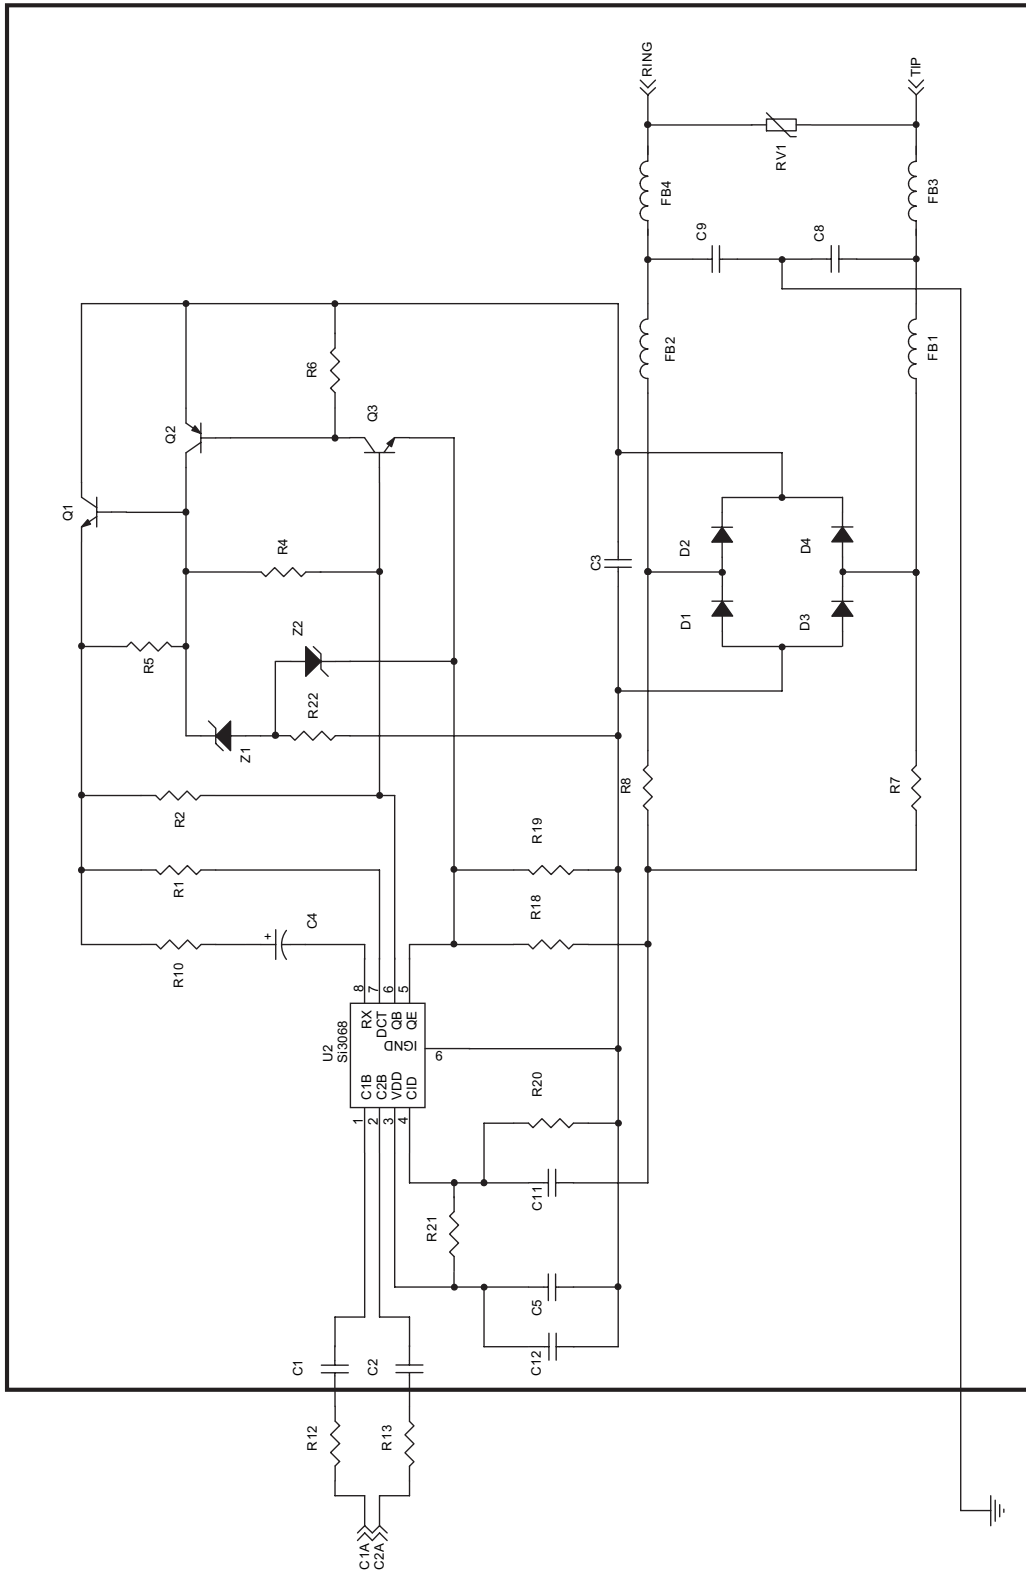 RING
TIP
RV1
FB4
FB3
C9
C8
FB2
FB1
R6
Q3
Q2
Q1
R4
C3
D2
D4
D1
D3
R5
Z2
Z1
R22
R2
R8
R7
R1
R19
R18
R10
+
C4
U2
Si3068
8
7
6
5
RX
DCT
QB
QE
IGND
6
C1B
C2B
VDD
CID
1
2
3
4
R20
R21
C11
C5
C12
C1
C2
R12
R13
C1A
C2A